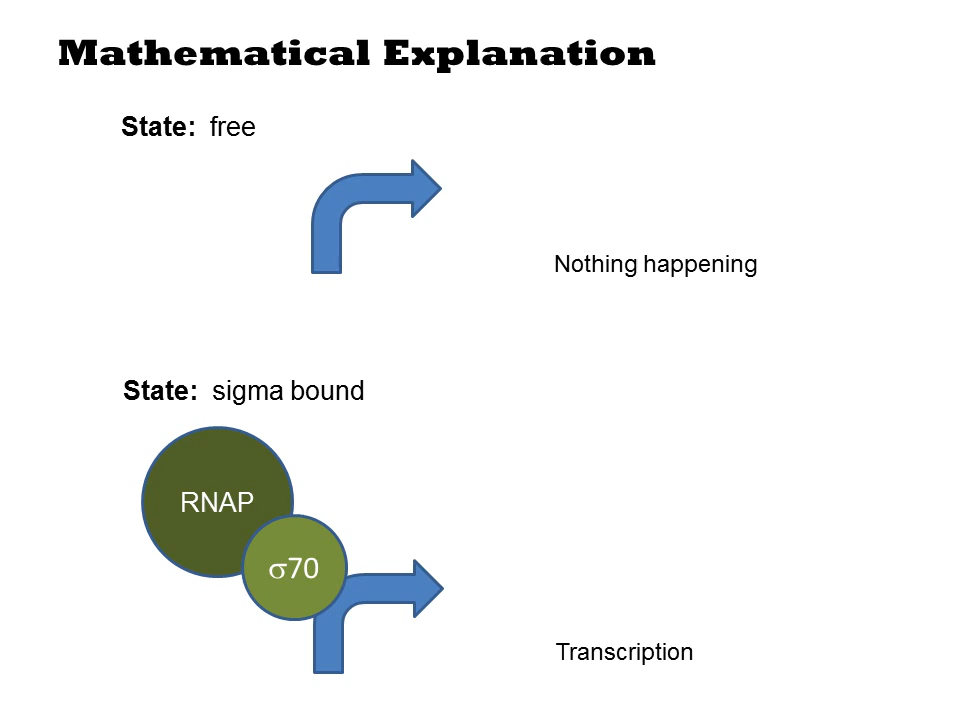 Mathematical Explanation
State: free
Nothing happening
State: sigma bound
RNAP
σ70
Transcription